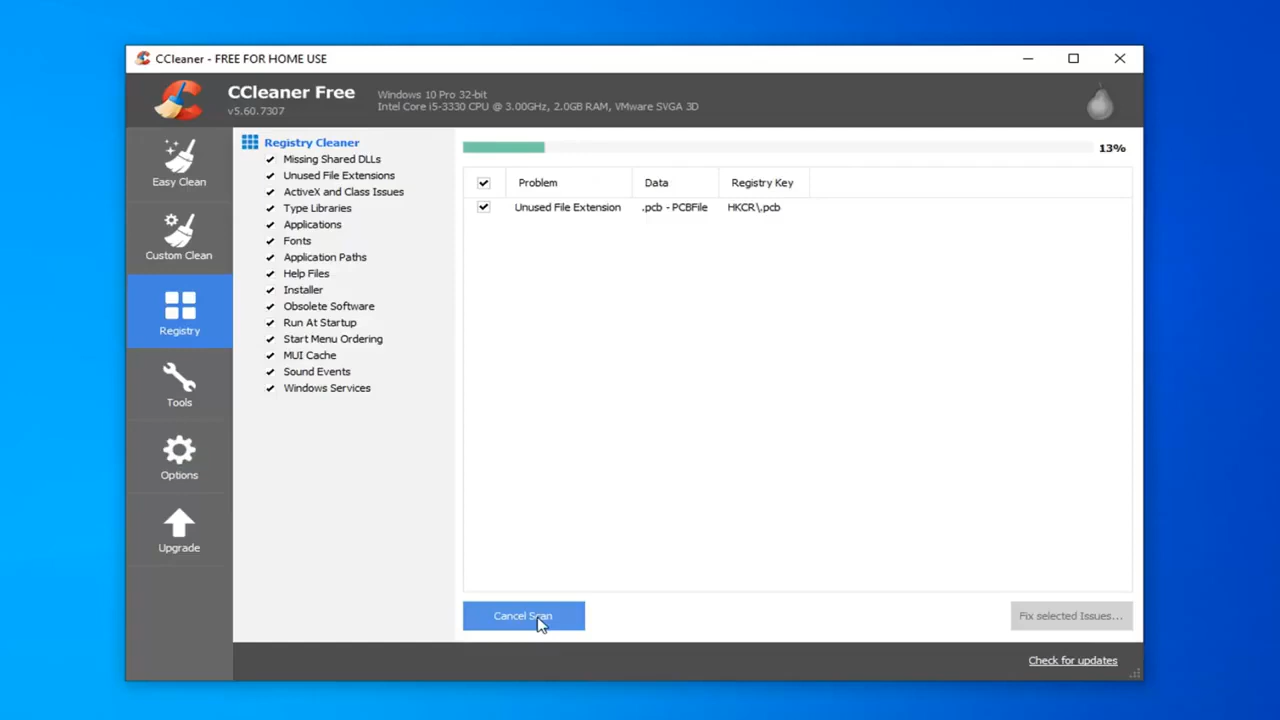 CCleaner - FREE FOR HOME USE
CCleaner Free
v5.60.7307
Windows 10 Pro 32-bit
Intel Core i5-3330 CPU @ 3.00GHz, 2.0GB RAM, VMware SVGA 3D
Easy Clean
Custom Clean
Registry
Tools
Options
Upgrade
Registry Cleaner
Missing Shared DLLs
Unused File Extensions
ActiveX and Class Issues
Type Libraries
Applications
Fonts
Application Paths
Help Files
Installer
Obsolete Software
Run At Startup
Start Menu Ordering
MUI Cache
Sound Events
Windows Services
13%
Problem Data Registry Key
Unused File Extension .pcb - PCBFile HKCR\.pcb
Cancel Scan
Fix selected Issues...
Check for updates